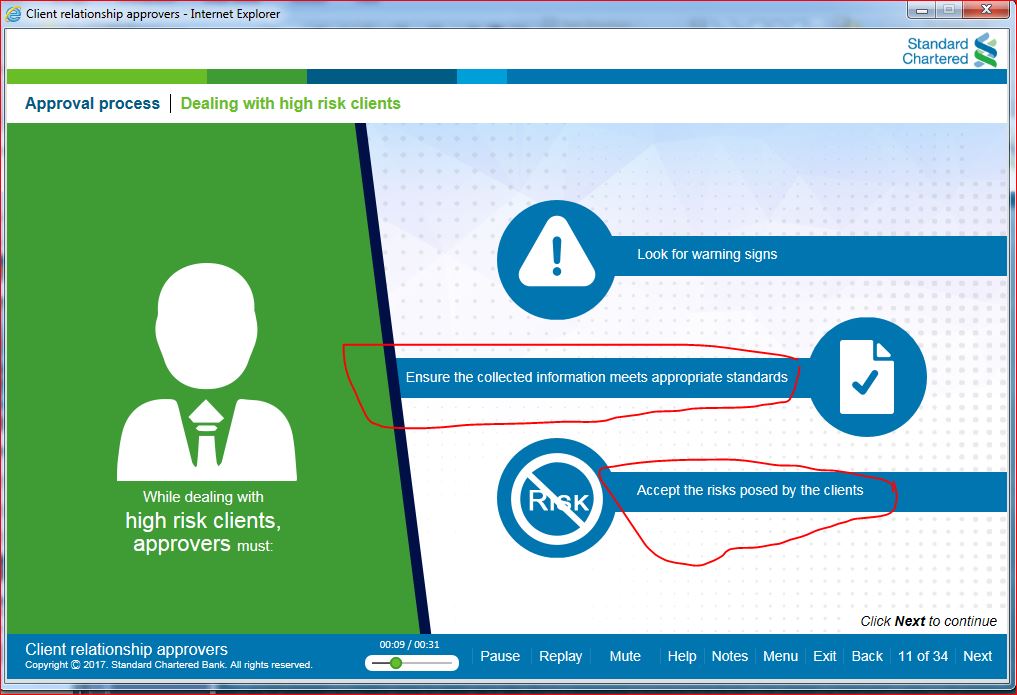 Client relationship approvers - Internet Explorer
Standard
Chartered
Approval process | Dealing with high risk clients
Look for warning signs
Ensure the collected information meets appropriate standards
RISK
Accept the risks posed by the clients
While dealing with
high risk clients,
approvers must:
Click Next to continue
Client relationship approvers
Copyright © 2017. Standard Chartered Bank. All rights reserved.
00:09 / 00:31
Pause Replay Mute Help Notes Menu Exit Back 11 of 34 Next